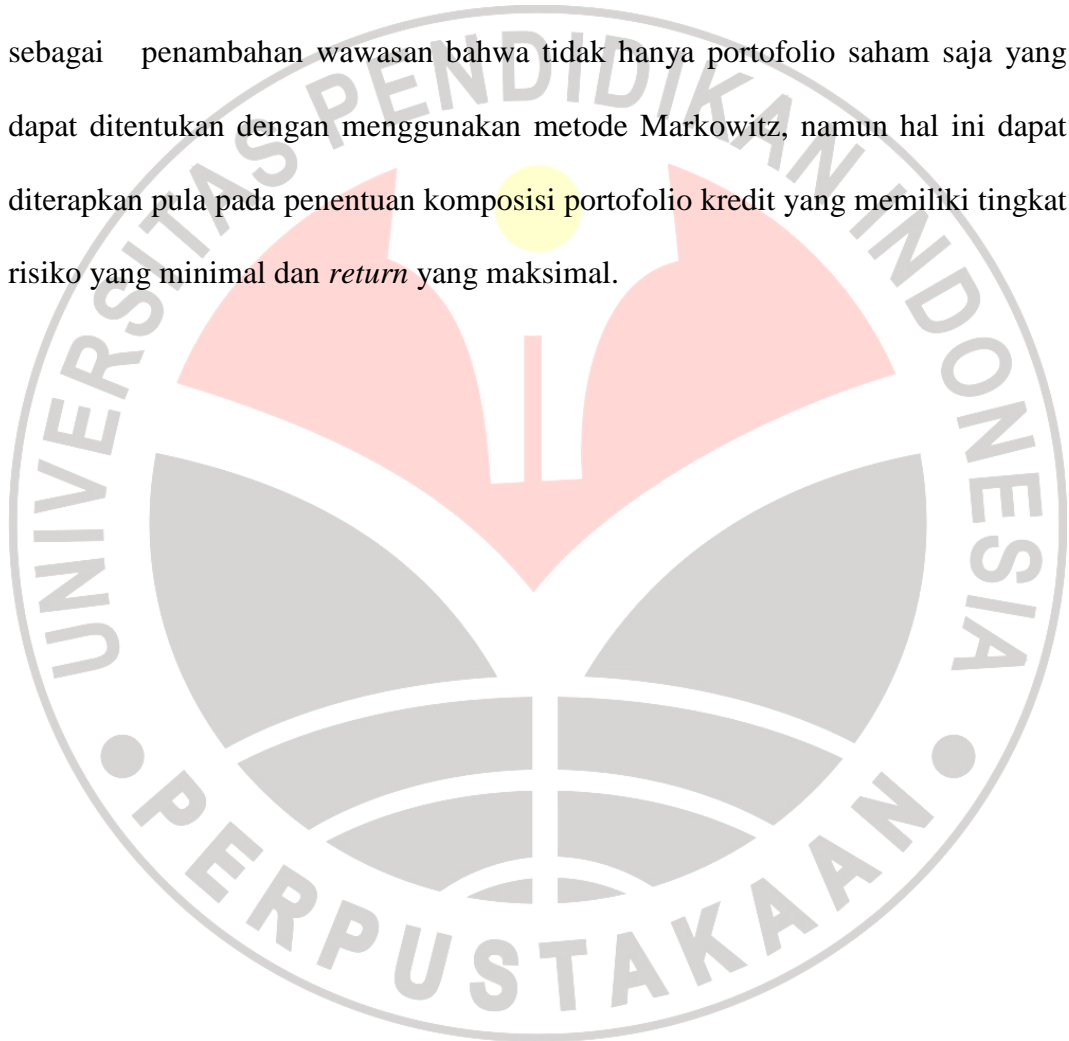 sebagai penambahan wawasan bahwa tidak hanya portofolio saham saja yang
dapat ditentukan dengan menggunakan metode Markowitz, namun hal ini dapat
diterapkan pula pada penentuan komposisi portofolio kredit yang memiliki tingkat
risiko yang minimal dan return yang maksimal.
UNIVERSITAS PENDIDIKAN INDONESIA
PERPUSTAKAAN